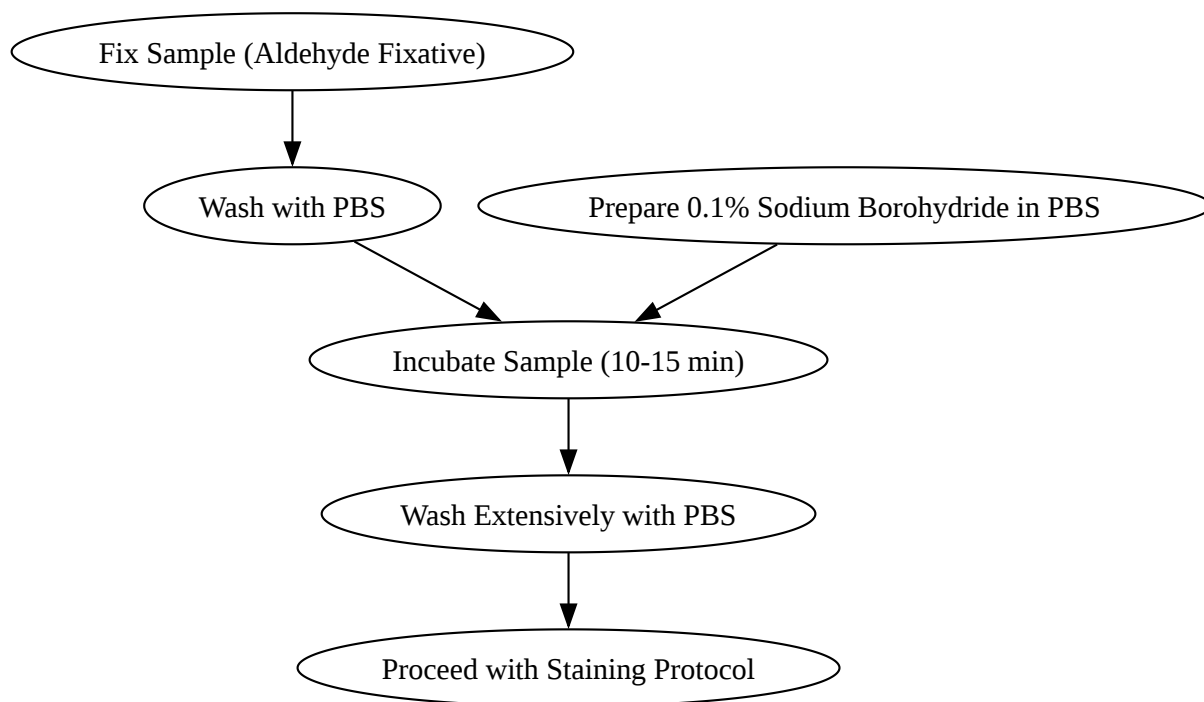 Fix Sample (Aldehyde Fixative)
Wash with PBS
Prepare 0.1% Sodium Borohydride in PBS
Incubate Sample (10-15 min)
Wash Extensively with PBS
Proceed with Staining Protocol